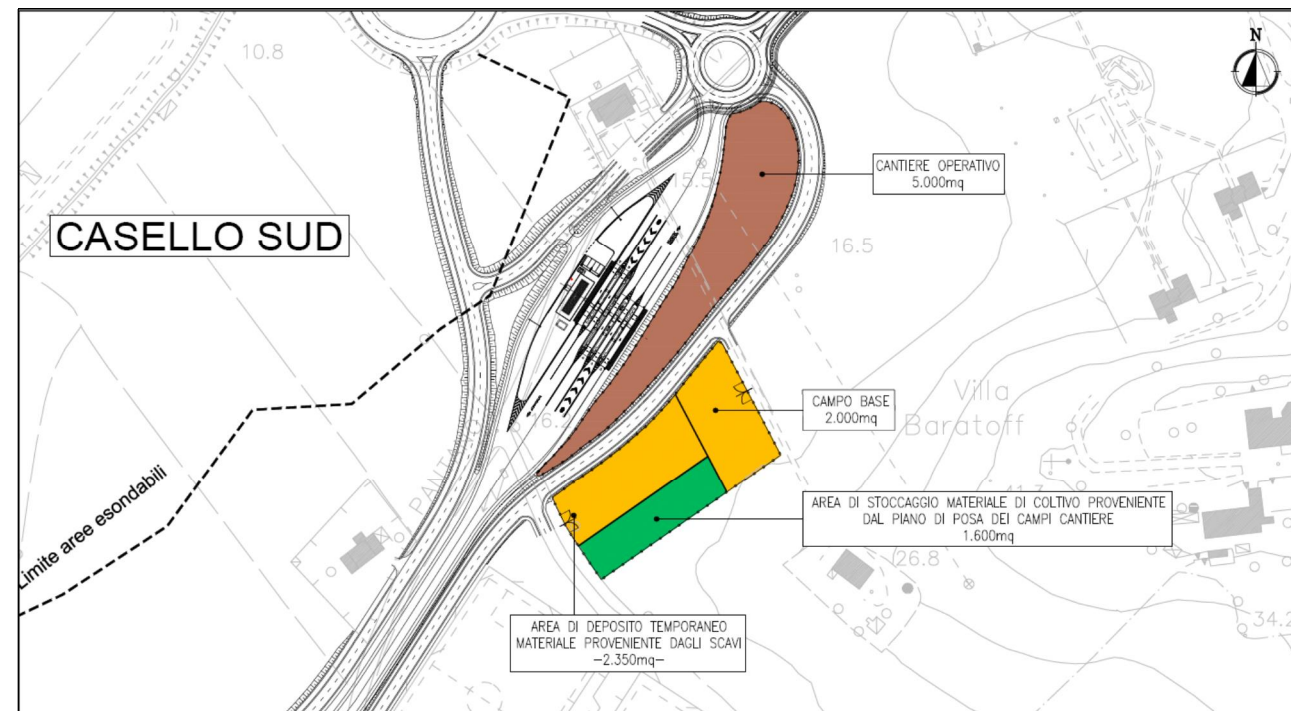 10.8
N
CANTIERE OPERATIVO
5.000mq
15.5
CASELLO SUD
16.5
CAMPO BASE
2.000mq
Villa
Baratoff
16.2
Limite aree esondabili
AREA DI STOCCAGGIO MATERIALE DI COLTIVO PROVENIENTE
DAL PIANO DI POSA DEI CAMPI CANTIERE
1.600mq
26.8
AREA DI DEPOSITO TEMPORANEO
MATERIALE PROVENIENTE DAGLI SCAVI
-2.350mq-
34.2